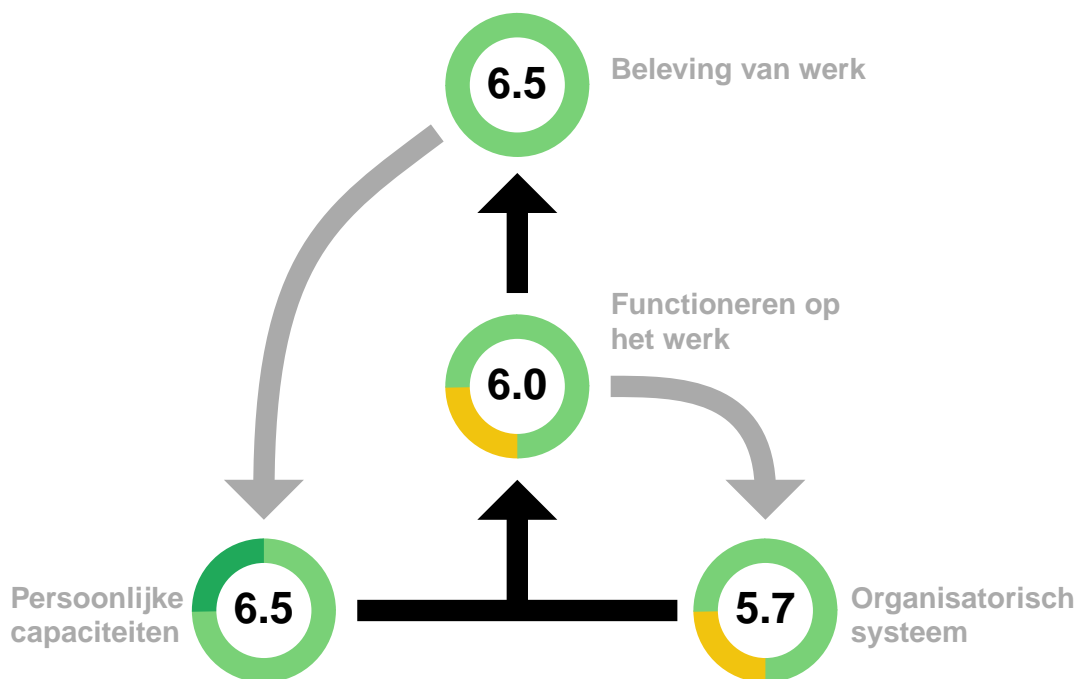 6.5
Beleving van werk
Functioneren op
het werk
6.0
Persoonlijke
capaciteiten
6.5
5.7
Organisatorisch
systeem